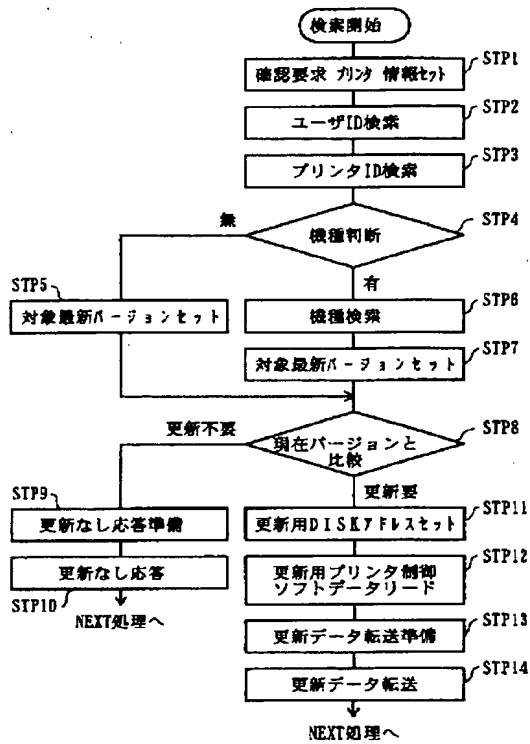 検索開始
STP1
確認要求 プリンタ 情報セット
STP2
ユーザID検索
STP3
プリンタID検索
STP4
無
機種判断
STP5
有
STP6
対象最新バージョンセット
機種検索
STP7
対象最新バージョンセット
STP8
更新不要
現在バージョンと
比較
STP9
更新要
STP11
更新なし応答準備
更新用DISKアドレスセット
STP12
更新なし応答
更新用プリンタ制御
ソフトデータリード
STP10
NEXT処理へ
STP13
更新データ転送準備
STP14
更新データ転送
NEXT処理へ